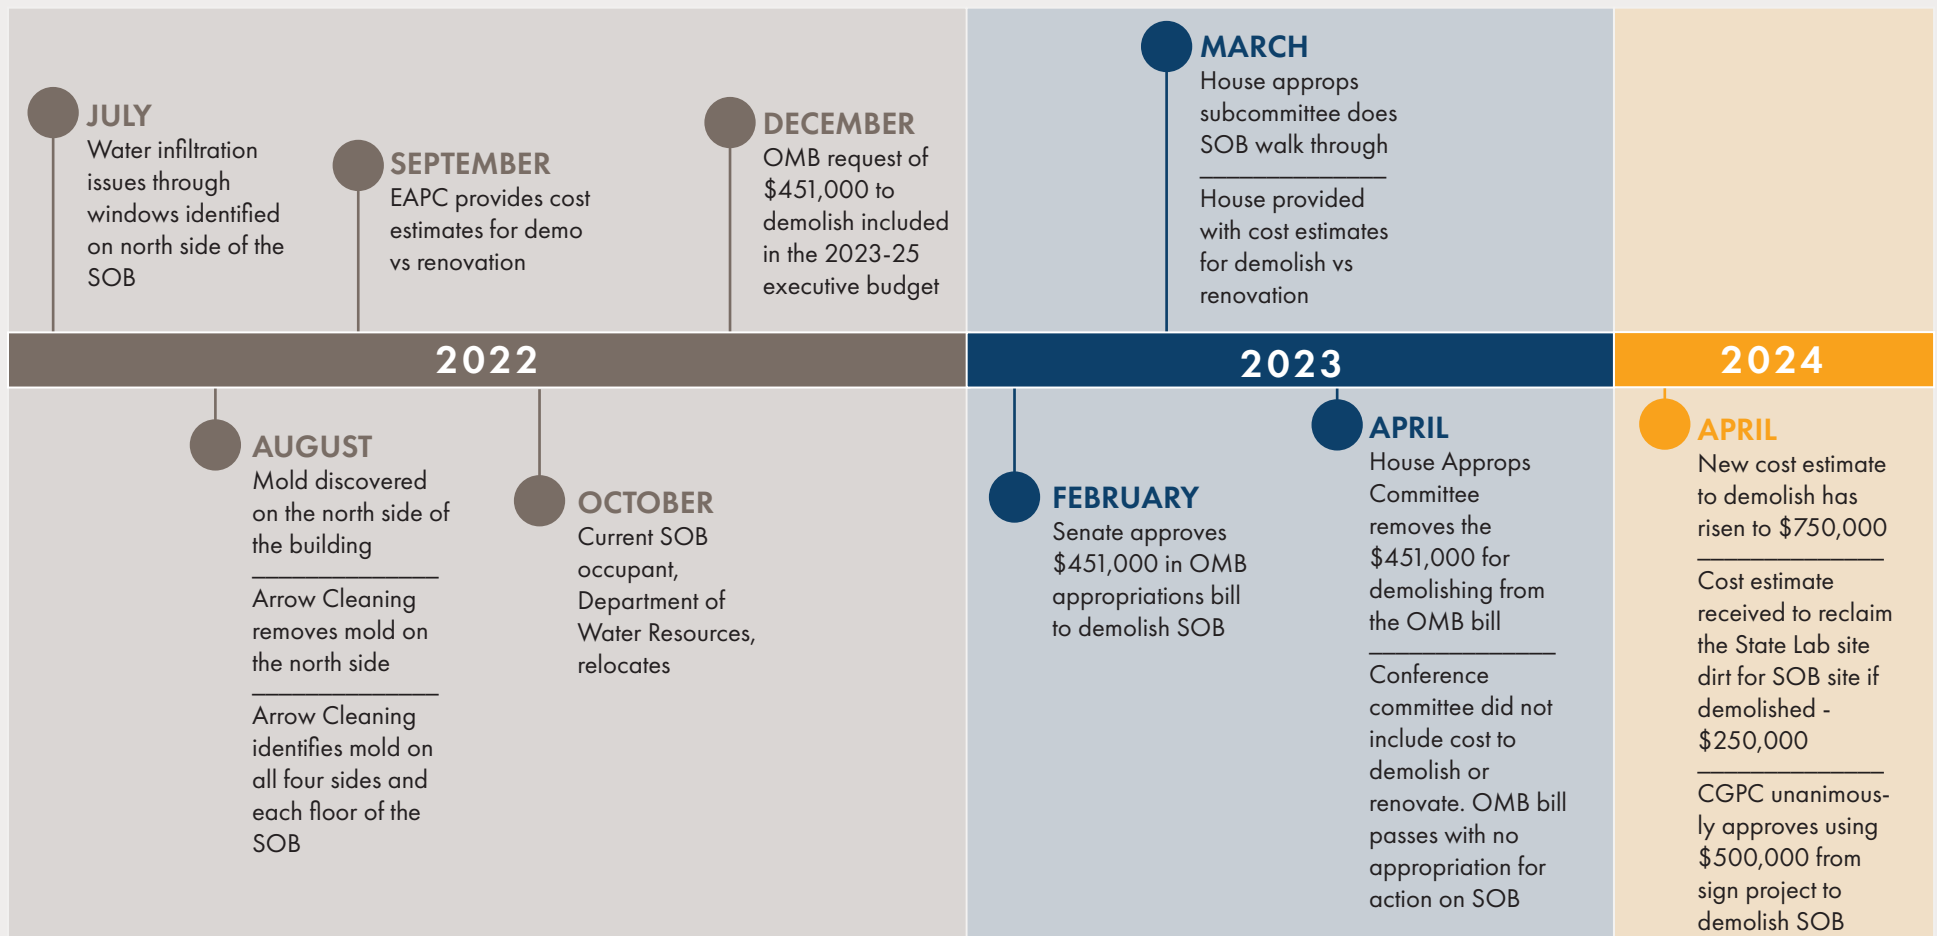 JULY
Water infiltration
issues through
windows identified
on north side of the
SOB
SEPTEMBER
EAPC provides cost
estimates for demo
vs renovation
DECEMBER
OMB request of
$451,000 to
demolish included
in the 2023-25
executive budget
MARCH
House approps
subcommittee does
SOB walk through
House provided
with cost estimates
for demolish vs
renovation
2022
2023
2024
AUGUST
Mold discovered
on the north side of
the building
Arrow Cleaning
removes mold on
the north side
Arrow Cleaning
identifies mold on
all four sides and
each floor of the
SOB
OCTOBER
Current SOB
occupant,
Department of
Water Resources,
relocates
FEBRUARY
Senate approves
$451,000 in OMB
appropriations bill
to demolish SOB
APRIL
House Approps
Committee
removes the
$451,000 for
demolishing from
the OMB bill
Conference
committee did not
include cost to
demolish or
renovate. OMB bill
passes with no
appropriation for
action on SOB
APRIL
New cost estimate
to demolish has
risen to $750,000
Cost estimate
received to reclaim
the State Lab site
dirt for SOB site if
demolished -
$250,000
CGPC unanimous-
ly approves using
$500,000 from
sign project to
demolish SOB